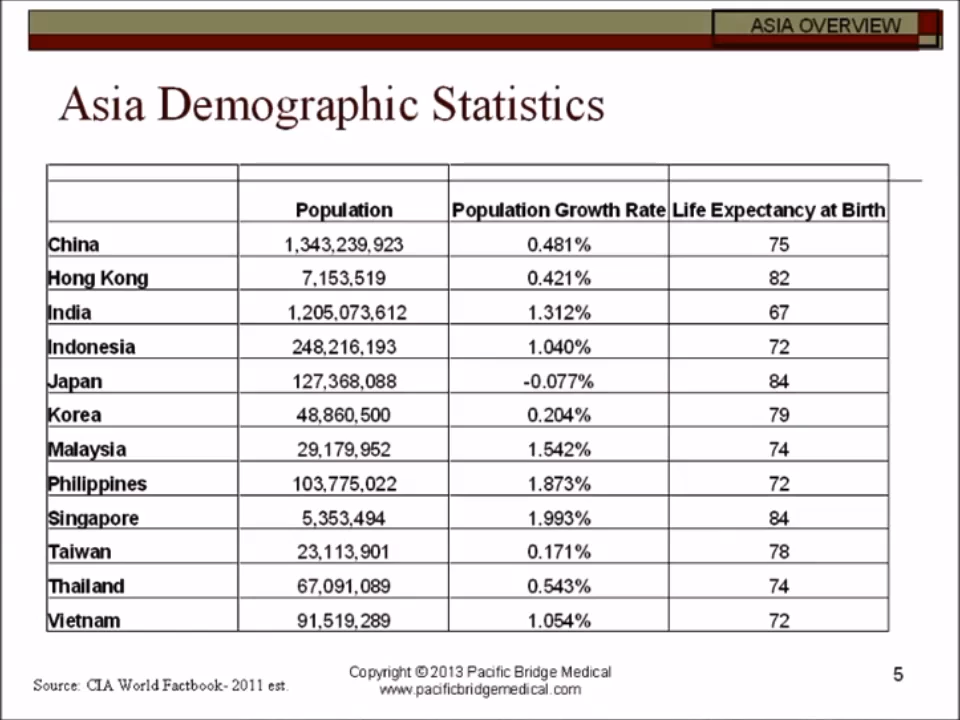 ASIA OVERVIEW
Asia Demographic Statistics
Population Population Growth Rate Life Expectancy at Birth
China 1,343,239,923 0.481% 75
Hong Kong 7,153,519 0.421% 82
India 1,205,073,612 1.312% 67
Indonesia 248,216,193 1.040% 72
Japan 127,368,088 -0.077% 84
Korea 48,860,500 0.204% 79
Malaysia 29,179,952 1.542% 74
Philippines 103,775,022 1.873% 72
Singapore 5,353,494 1.993% 84
Taiwan 23,113,901 0.171% 78
Thailand 67,091,089 0.543% 74
Vietnam 91,519,289 1.054% 72
Source: CIA World Factbook- 2011 est.
Copyright © 2013 Pacific Bridge Medical
www.pacificbridgemedical.com
5